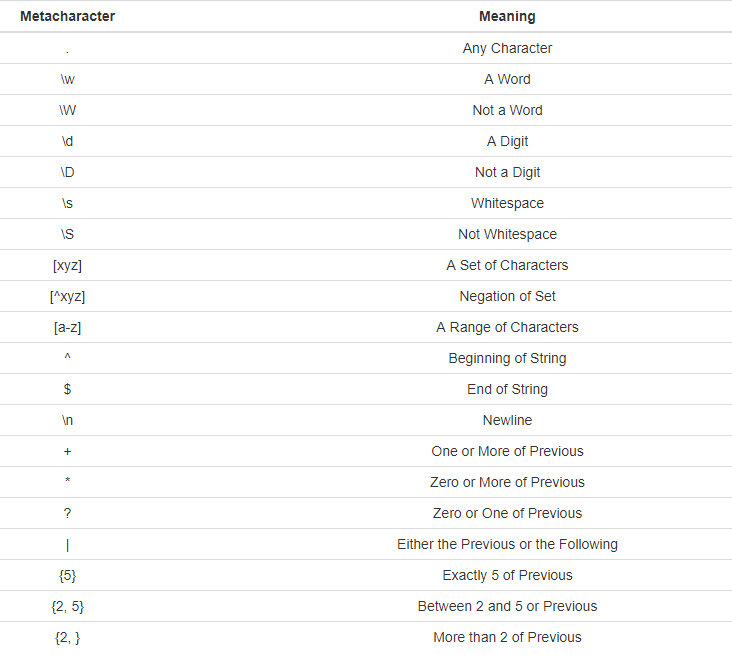 Metacharacter Meaning
. Any Character
\w A Word
\W Not a Word
\d A Digit
\D Not a Digit
\s Whitespace
\S Not Whitespace
[xyz] A Set of Characters
[^xyz] Negation of Set
[a-z] A Range of Characters
^ Beginning of String
$ End of String
\n Newline
+ One or More of Previous
* Zero or More of Previous
? Zero or One of Previous
| Either the Previous or the Following
{5} Exactly 5 of Previous
{2, 5} Between 2 and 5 or Previous
{2, } More than 2 of Previous